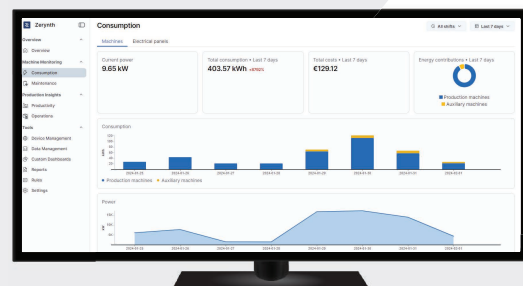 Zerynth
Overview
Overview
Machine Monitoring
Consumption
Maintenance
Production Insights
Productivity
Operations
Tools
Device Management
Data Management
Custom Dashboards
Reports
Roles
Settings
Consumption
All shifts
Last 7 days
Machines Electrical panels
Current power
9.65 kW
Total consumption • Last 7 days
403.57 kWh
Total costs • Last 7 days
€129.12
Energy contributions • Last 7 days
Production machines
Auxiliary machines
Consumption
Production machines Auxiliary machines
Power